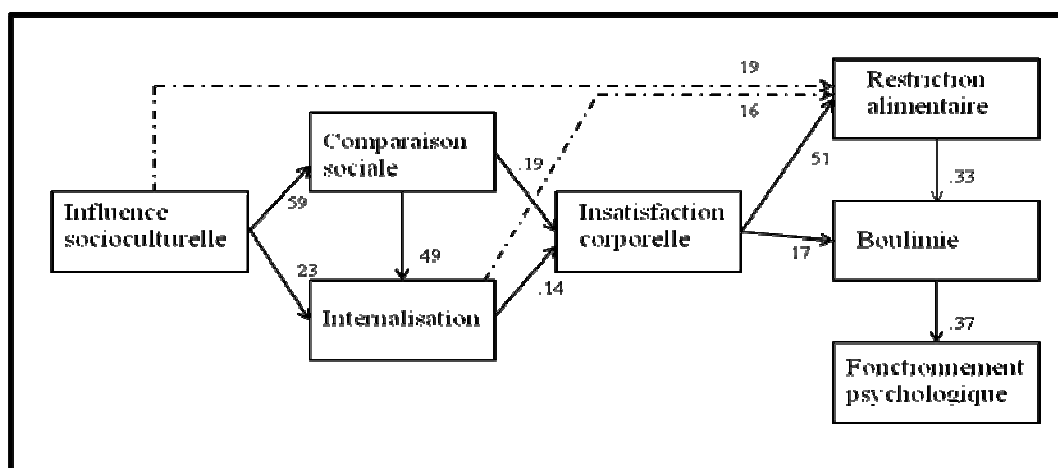 19
16
Restriction
alimentaire
Comparaison
sociale
.19
51
.33
Influence
socioculturelle
59
Insatisfaction
corporelle
Boulimie
17
23
49
.14
Internalisation
.37
Fonctionnement
psychologique